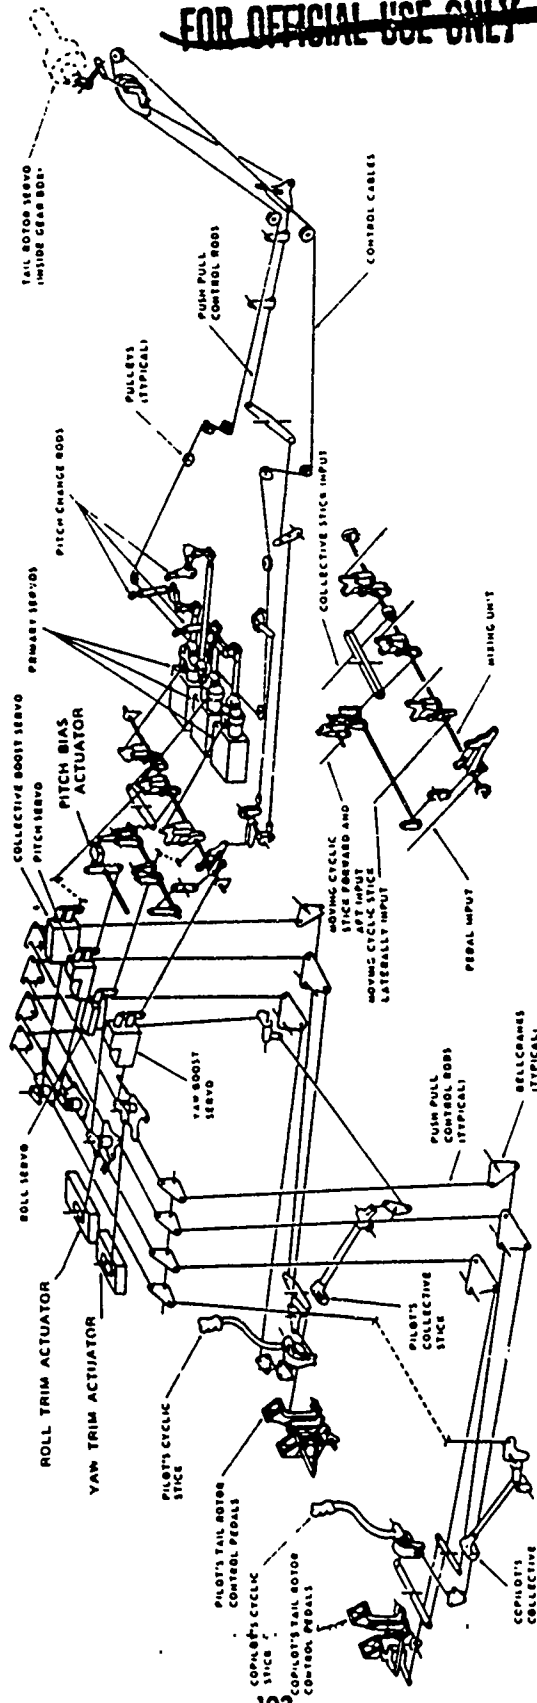 FOR OFFICIAL USE ONLY
TAIL ROTOR SERVO
(INSIDE GEAR BOX)
CONTROL CABLES
PUSH PULL
CONTROL RODS
PULLEYS
(TYPICAL)
PITCH CHANGE RODS
PRIMARY SERVOS
COLLECTIVE STICK INPUT
MIXING UNIT
COLLECTIVE BOOST SERVO
PITCH SERVO
PITCH BIAS
ACTUATOR
MOVING CYCLIC
STICK FORWARD AND
AFT INPUT
MOVING CYCLIC STICK
LATERALLY INPUT
PEDAL INPUT
YAW BOOST
SERVO
ROLL SERVO
ROLL TRIM ACTUATOR
YAW TRIM ACTUATOR
PUSH PULL
CONTROL RODS
(TYPICAL)
BELLCRANKS
(TYPICAL)
PILOT'S
COLLECTIVE
STICK
PILOT'S CYCLIC
STICK
PILOT'S TAIL ROTOR
CONTROL PEDALS
COPILOT'S CYCLIC
STICK
COPILOT'S TAIL ROTOR
CONTROL PEDALS
COPILOT'S
COLLECTIVE